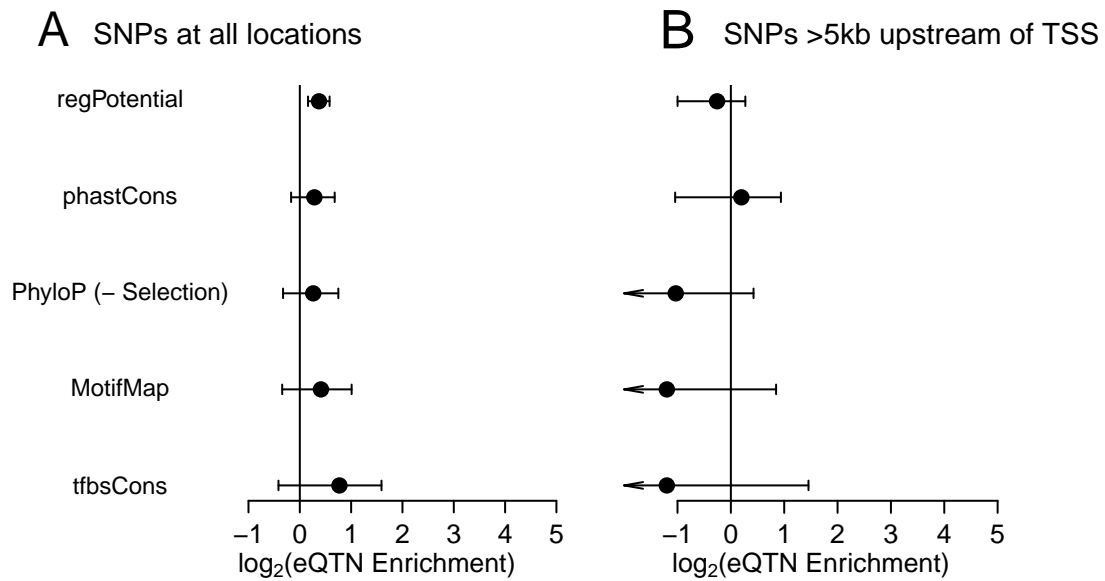 A SNPs at all locations
B SNPs >5kb upstream of TSS
regPotential
phastCons
PhyloP (− Selection)
MotifMap
tfbsCons
−1 0 1 2 3 4 5
−1 0 1 2 3 4 5
log₂(eQTN Enrichment)
log₂(eQTN Enrichment)